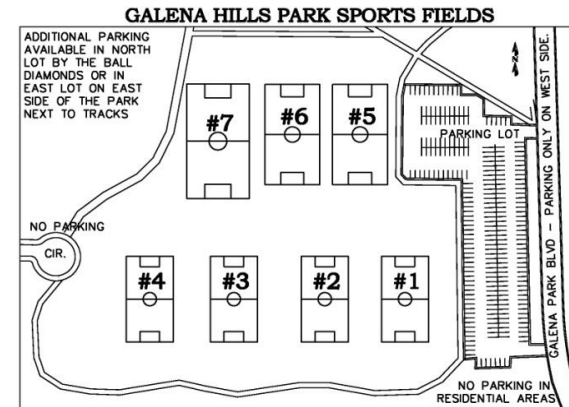 GALENA HILLS PARK SPORTS FIELDS
ADDITIONAL PARKING
AVAILABLE IN NORTH
LOT BY THE BALL
DIAMONDS OR IN
EAST LOT ON EAST
SIDE OF THE PARK
NEXT TO TRACKS
#7
#6
#5
PARKING LOT
GALENA PARK BLVD - PARKING ONLY ON WEST SIDE.
NO PARKING
CIR.
#4
#3
#2
#1
NO PARKING IN
RESIDENTIAL AREAS